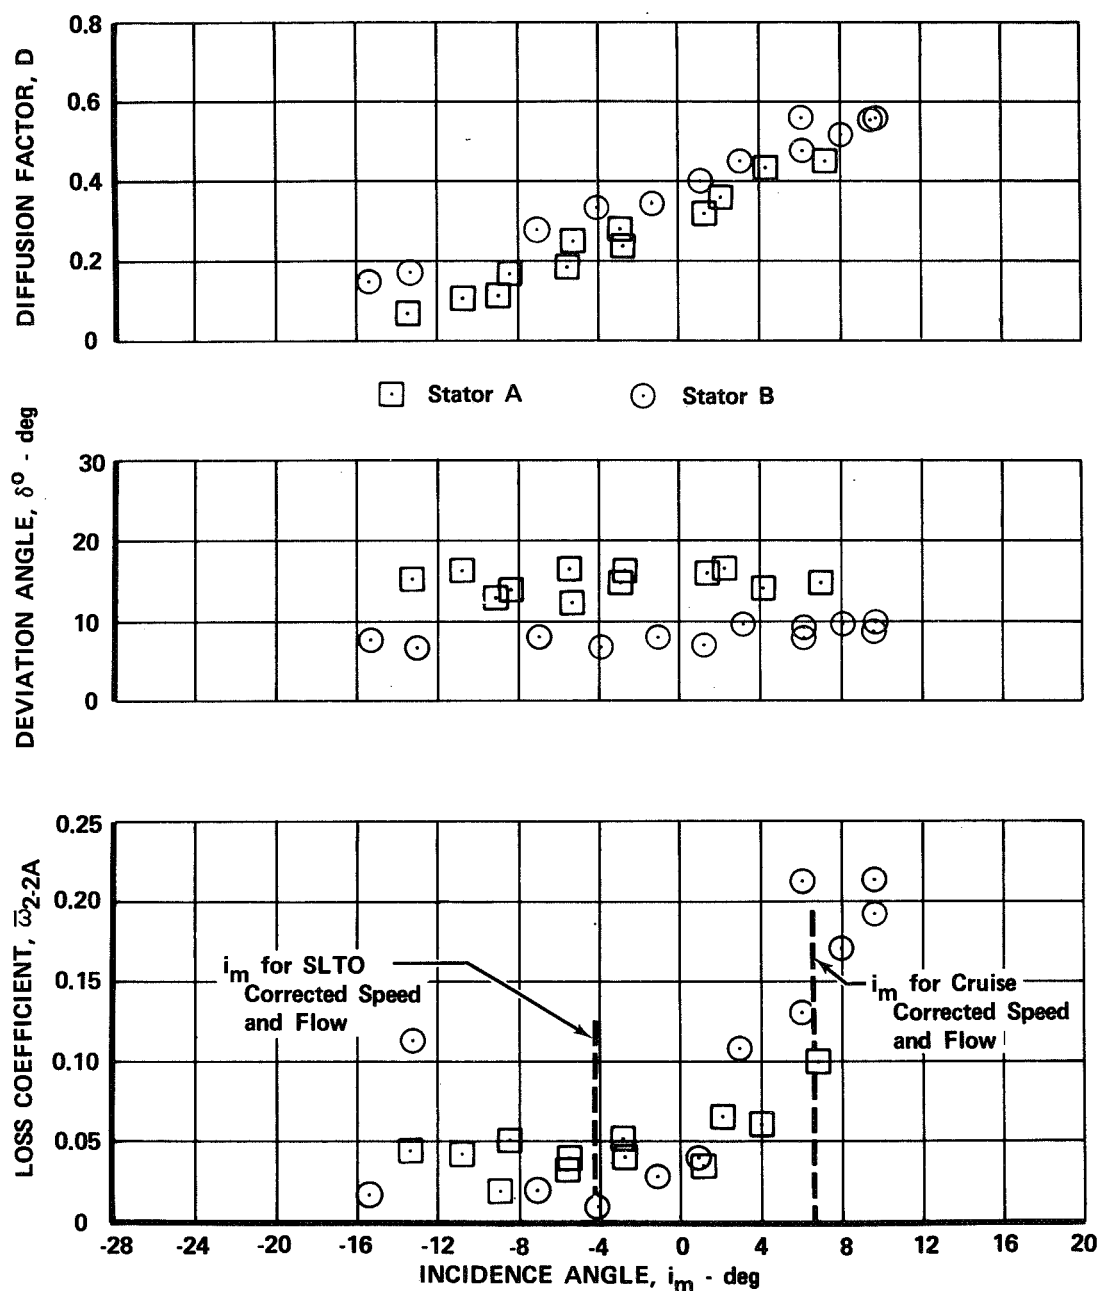 0.8
0.6
0.4
0.2
0
DIFFUSION FACTOR, D
Stator A
Stator B
30
20
10
0
DEVIATION ANGLE, δ° - deg
0.25
0.20
0.15
0.10
0.05
0
LOSS COEFFICIENT, ω̅2-2A
im for SLTO
Corrected Speed
and Flow
im for Cruise
Corrected Speed
and Flow
-28 -24 -20 -16 -12 -8 -4 0 4 8 12 16 20
INCIDENCE ANGLE, im - deg